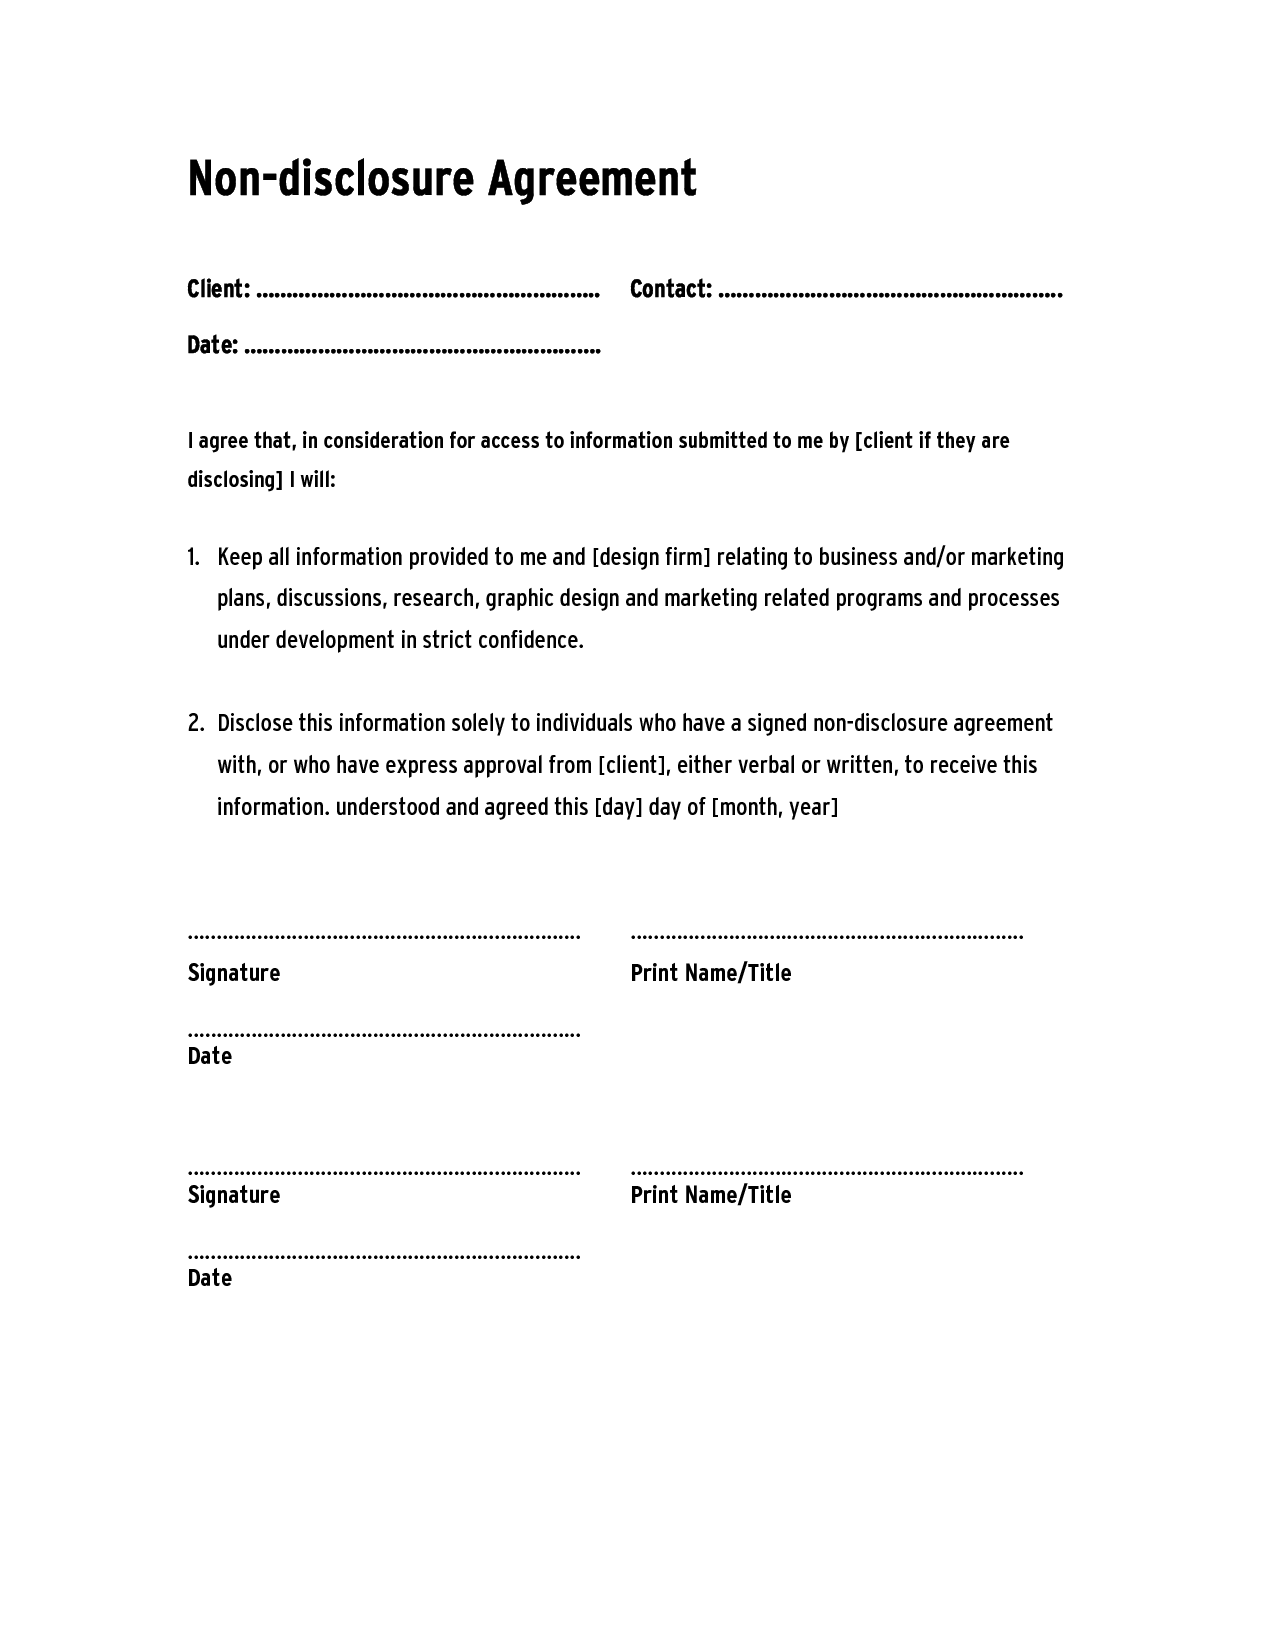 Non-disclosure Agreement
Client: ........................................................ Contact: ........................................................
Date: ..........................................................
I agree that, in consideration for access to information submitted to me by [client if they are
disclosing] I will:
1. Keep all information provided to me and [design firm] relating to business and/or marketing
plans, discussions, research, graphic design and marketing related programs and processes
under development in strict confidence.
2. Disclose this information solely to individuals who have a signed non-disclosure agreement
with, or who have express approval from [client], either verbal or written, to receive this
information. understood and agreed this [day] day of [month, year]
.................................................................... ....................................................................
Signature Print Name/Title
....................................................................
Date
.................................................................... ....................................................................
Signature Print Name/Title
....................................................................
Date